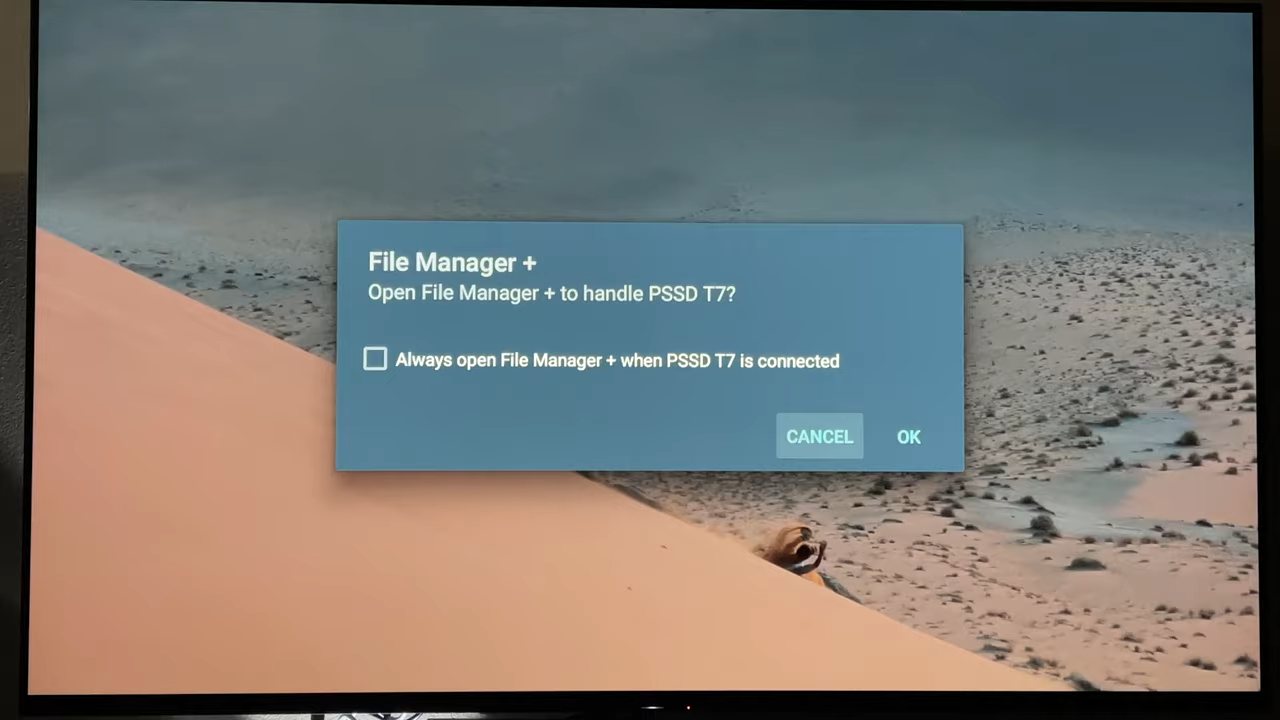 File Manager +
Open File Manager + to handle PSSD T7?
Always open File Manager + when PSSD T7 is connected
CANCEL OK